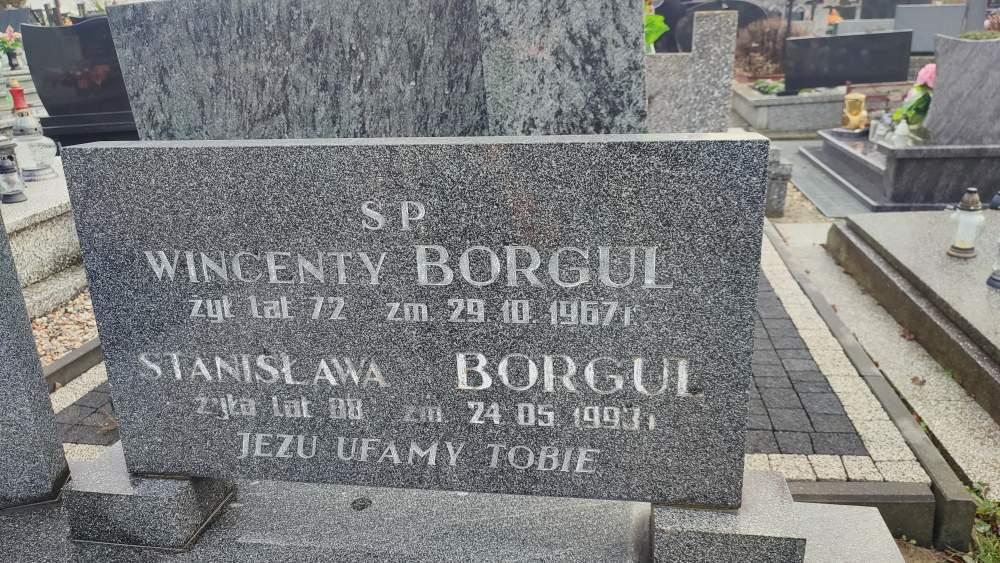 S P.
WINCENTY BORGUL
żył lat 72 zm. 29. 10. 1967 r.
STANISŁAWA BORGUL
żyła lat 88 zm. 24. 05. 1993 r.
JEZU UFAMY TOBIE